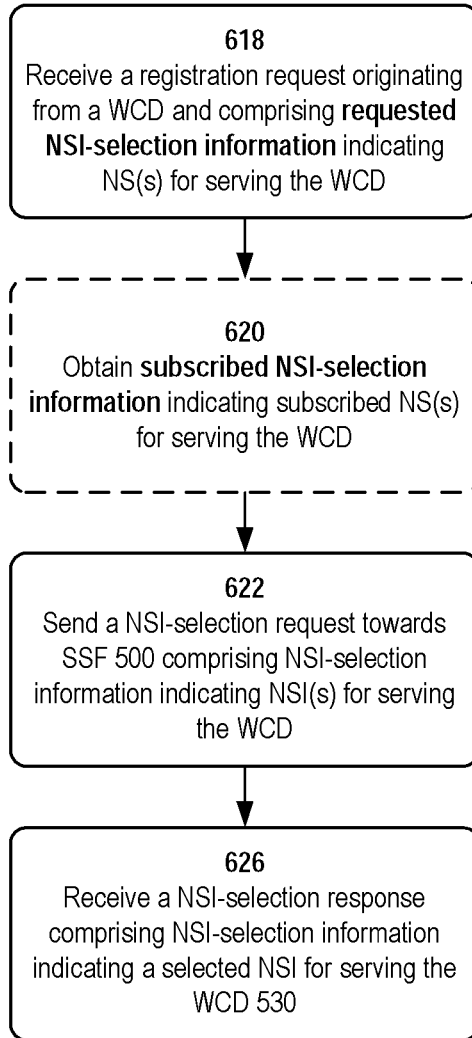 618
Receive a registration request originating
from a WCD and comprising requested
NSI-selection information indicating
NS(s) for serving the WCD
620
Obtain subscribed NSI-selection
information indicating subscribed NS(s)
for serving the WCD
622
Send a NSI-selection request towards
SSF 500 comprising NSI-selection
information indicating NSI(s) for serving
the WCD
626
Receive a NSI-selection response
comprising NSI-selection information
indicating a selected NSI for serving the
WCD 530